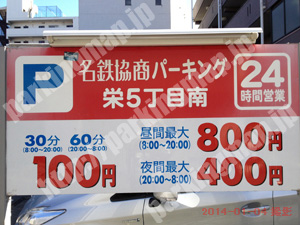 P
名鉄協商パーキング
栄5丁目南
24
時間営業
30分 60分
(8:00~20:00) (20:00~8:00)
100円
昼間最大
(8:00~20:00)
800円
夜間最大
(20:00~8:00)
400円